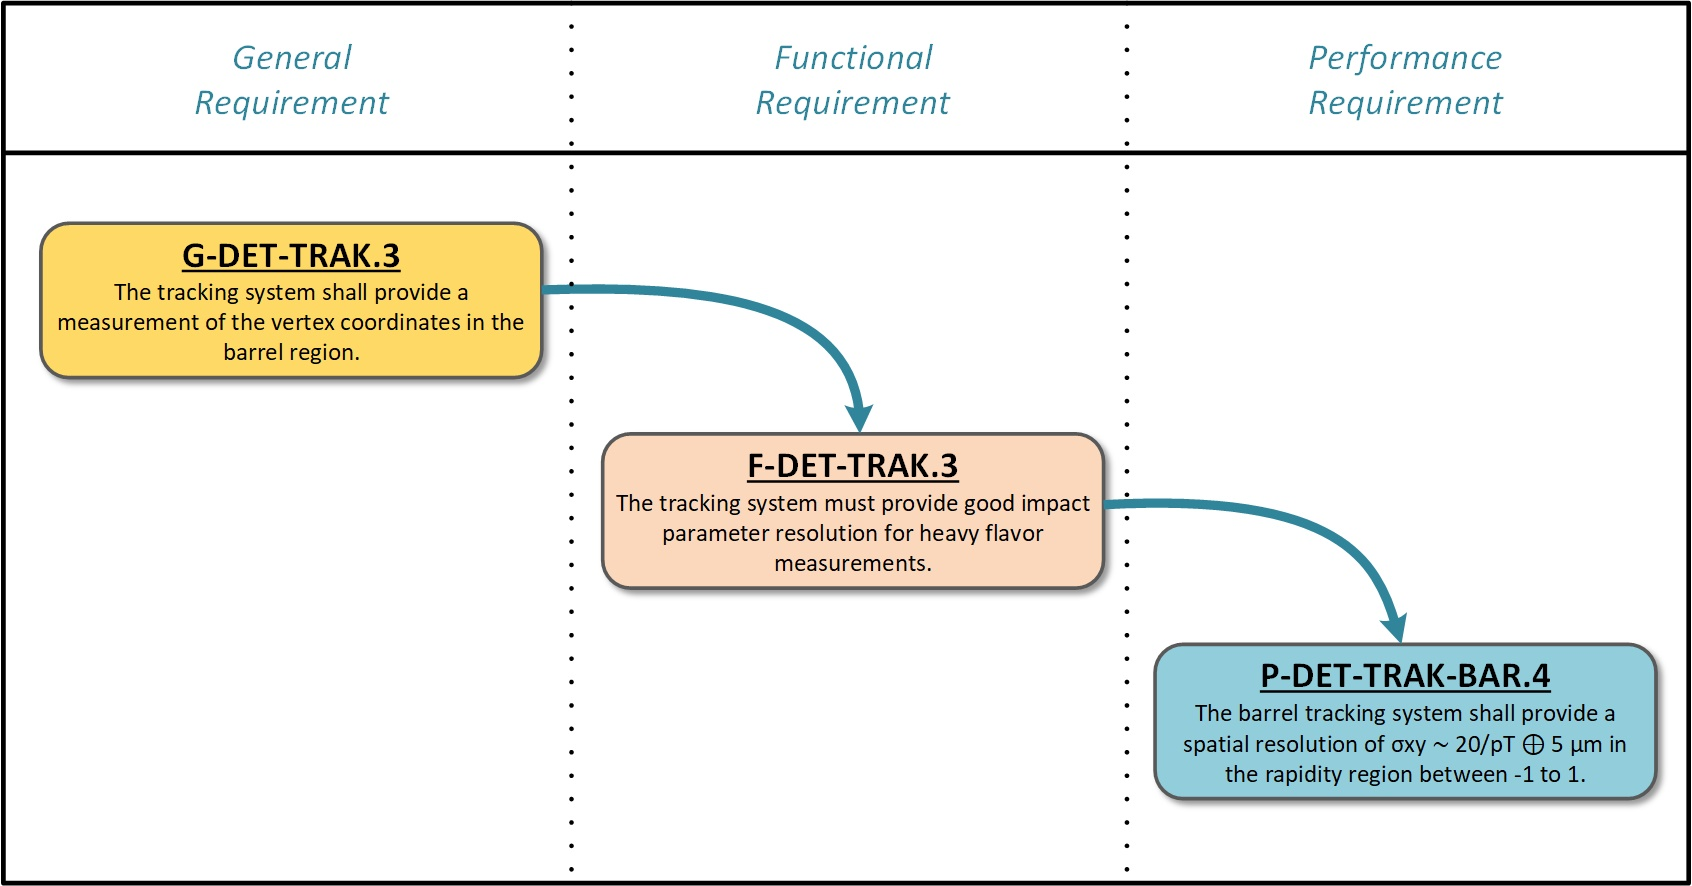 General
Requirement
Functional
Requirement
Performance
Requirement
G-DET-TRAK.3
The tracking system shall provide a
measurement of the vertex coordinates in the
barrel region.
F-DET-TRAK.3
The tracking system must provide good impact
parameter resolution for heavy flavor
measurements.
P-DET-TRAK-BAR.4
The barrel tracking system shall provide a
spatial resolution of σxy ~ 20/pT ⨁ 5 μm in
the rapidity region between -1 to 1.